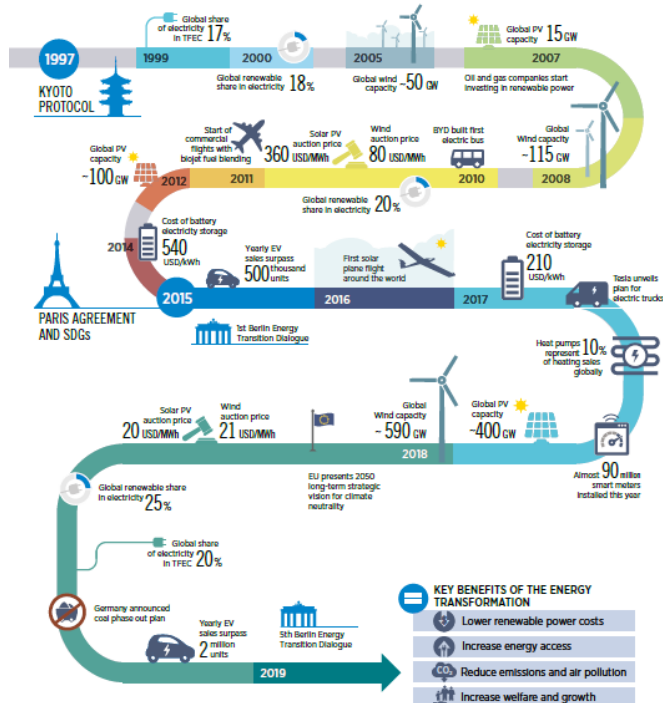 Global share
of electricity
in TFEC 17%
Global PV
capacity 15 GW
1997
1999
2000
2005
2007
KYOTO
PROTOCOL
Global renewable
share in electricity 18%
Global wind
capacity ~50 GW
Oil and gas companies start
investing in renewable power
Global PV
capacity
~100 GW
Start of
commercial
flights with
biojet fuel blending
Solar PV
auction price
360 USD/MWh
Wind
auction price
80 USD/MWh
BYD built first
electric bus
Global
Wind capacity
~115 GW
2012
2011
2010
2008
Global renewable
share in electricity 20%
2014
Cost of battery
electricity storage
540
USD/kWh
Yearly EV
sales surpass
500 thousand
units
First solar
plane flight
around the world
Cost of battery
electricity storage
210
USD/kWh
Tesla unveils
plan for
electric trucks
2015
2016
2017
PARIS AGREEMENT
AND SDGs
1st Berlin Energy
Transition Dialogue
Heat pumps
represent 10%
of heating sales
globally
Solar PV
auction price
20 USD/MWh
Wind
auction price
21 USD/MWh
Global
Wind capacity
~ 590 GW
Global PV
capacity
~400 GW
2018
EU presents 2050
long-term strategic
vision for climate
neutrality
Almost 90 million
smart meters
installed this year
Global renewable share
in electricity 25%
Global share
of electricity
in TFEC 20%
Germany announced
coal phase out plan
Yearly EV
sales surpass
2 million
units
5th Berlin Energy
Transition Dialogue
2019
KEY BENEFITS OF THE ENERGY
TRANSFORMATION
Lower renewable power costs
Increase energy access
CO₂
Reduce emissions and air pollution
Increase welfare and growth